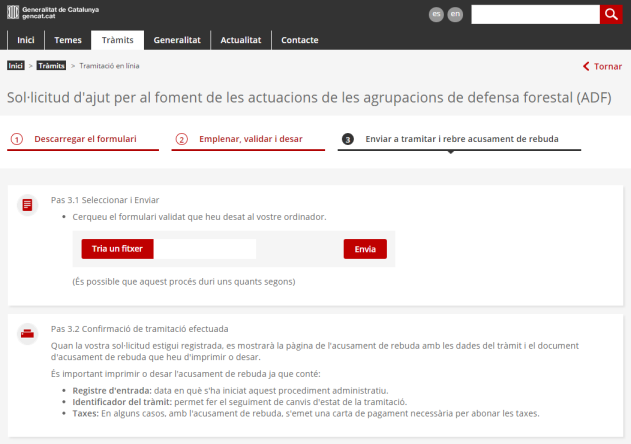 Generalitat de Catalunya
gencat.cat
es en
Inici Temes Tràmits Generalitat Actualitat Contacte
Inici > Tràmits > Tramitació en línia
Tornar
Sol·licitud d'ajut per al foment de les actuacions de les agrupacions de defensa forestal (ADF)
1 Descarregar el formulari 2 Emplenar, validar i desar 3 Enviar a tramitar i rebre acusament de rebuda
Pas 3.1 Seleccionar i Enviar
• Cerqueu el formulari validat que heu desat al vostre ordinador.
Tria un fitxer Envia
(És possible que aquest procés duri uns quants segons)
Pas 3.2 Confirmació de tramitació efectuada
Quan la vostra sol·licitud estigui registrada, es mostrarà la pàgina de l'acusament de rebuda amb les dades del tràmit i el document
d'acusament de rebuda que heu d'imprimir o desar.
És important imprimir o desar l'acusament de rebuda ja que conté:
• Registre d'entrada: data en què s'ha iniciat aquest procediment administratiu.
• Identificador del tràmit: permet fer el seguiment de canvis d'estat de la tramitació.
• Taxes: En alguns casos, amb l'acusament de rebuda, s'emet una carta de pagament necessària per abonar les taxes.